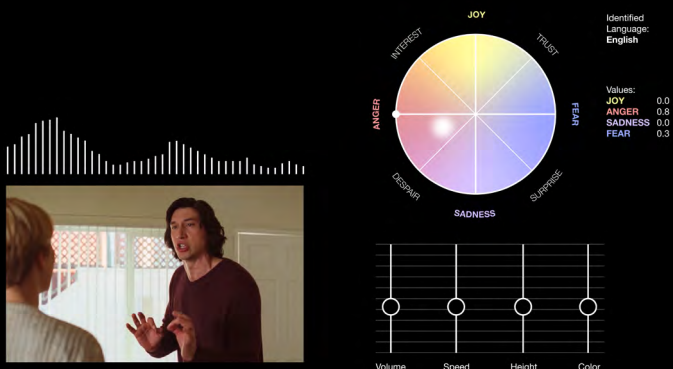 JOY
INTEREST
TRUST
ANGER
FEAR
DESPAIR
SURPRISE
SADNESS
Identified
Language:
English
Values:
JOY 0.0
ANGER 0.8
SADNESS 0.0
FEAR 0.3
Volume Speed Height Color